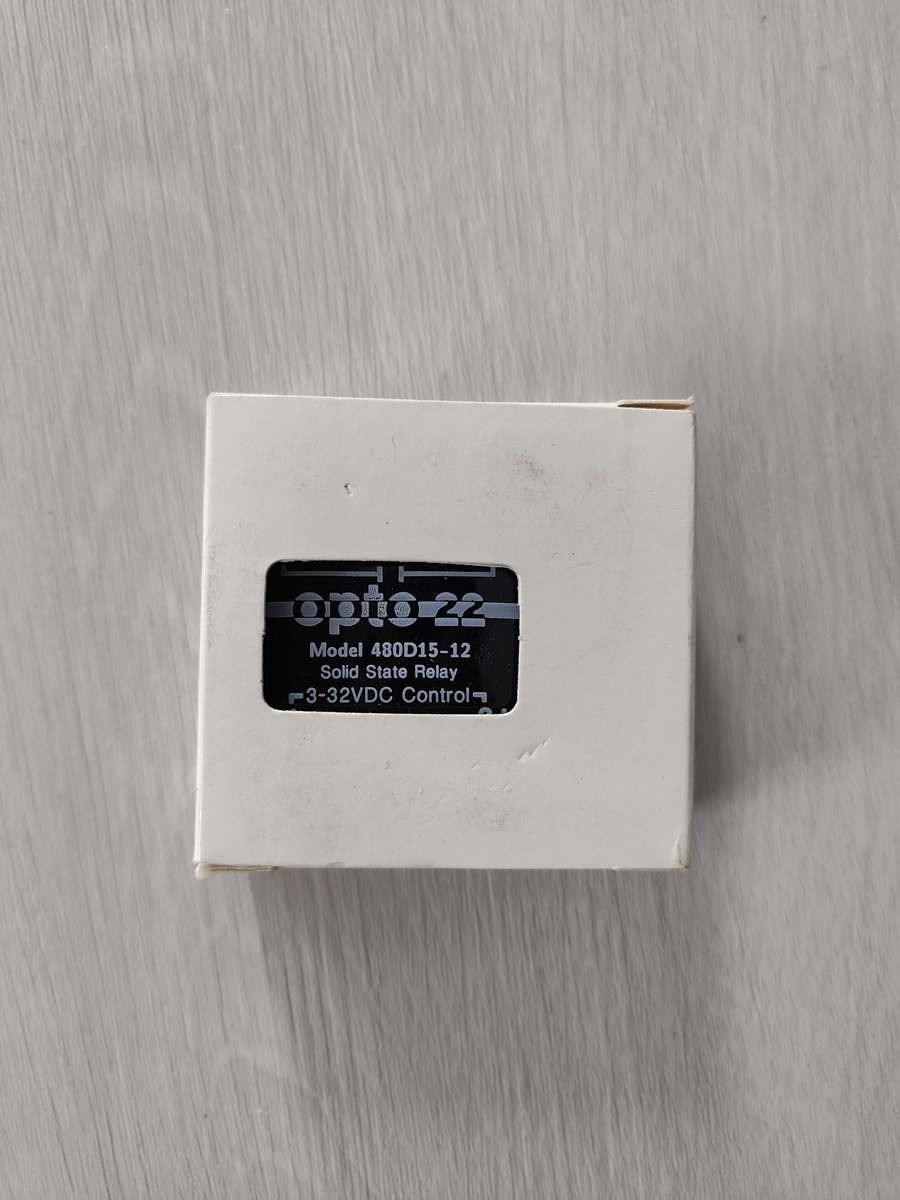 opto 22
Model 480D15-12
Solid State Relay
3-32VDC Control